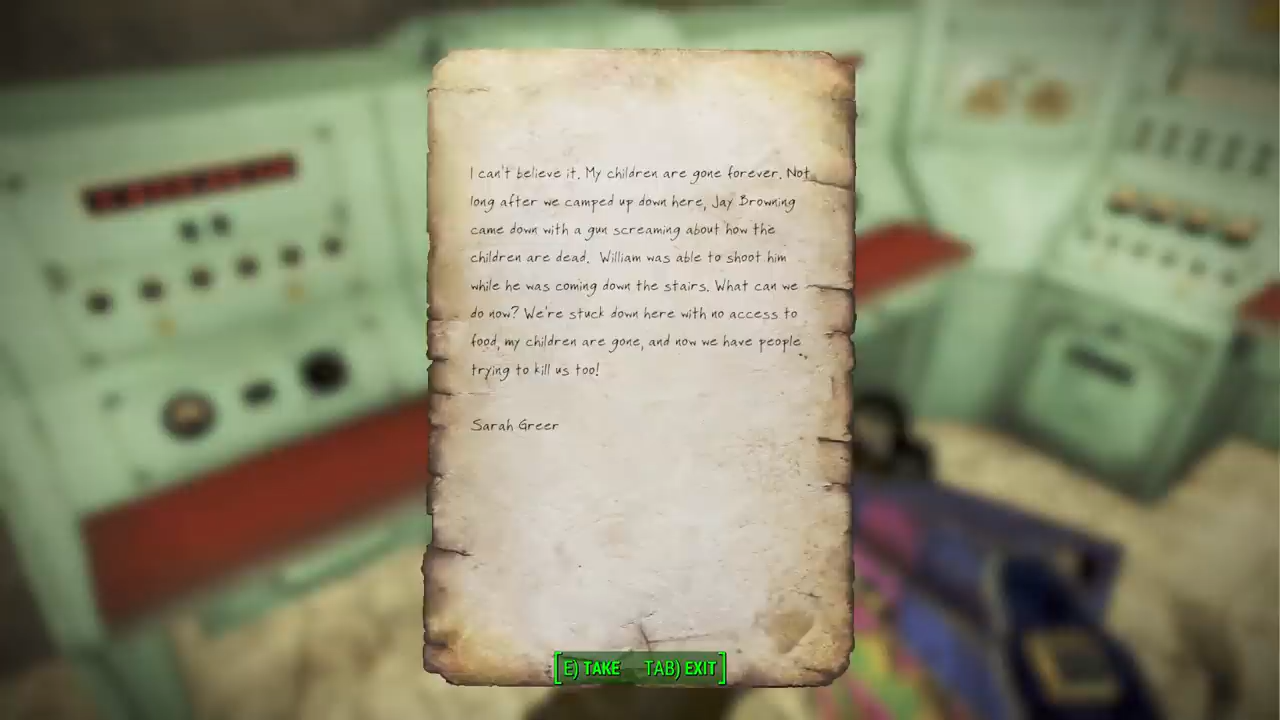 I can't believe it. My children are gone forever. Not
long after we camped up down here, Jay Browning
came down with a gun screaming about how the
children are dead. William was able to shoot him
while he was coming down the stairs. What can we
do now? We're stuck down here with no access to
food, my children are gone, and now we have people
trying to kill us too!
Sarah Greer
E) TAKE TAB) EXIT